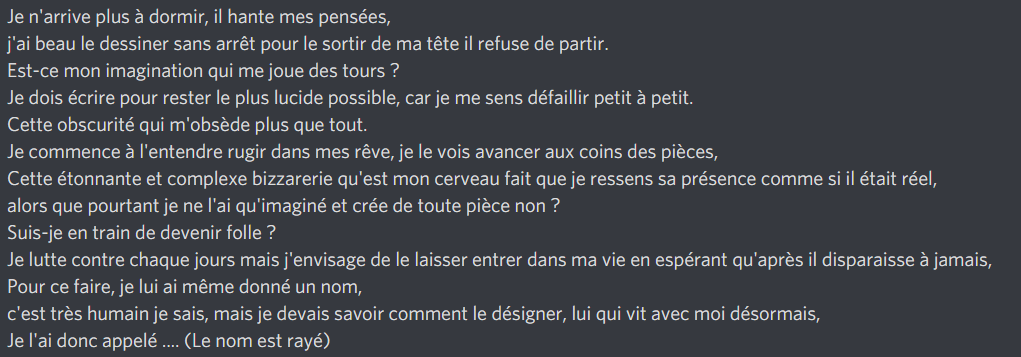 Je n'arrive plus à dormir, il hante mes pensées,
j'ai beau le dessiner sans arrêt pour le sortir de ma tête il refuse de partir.
Est-ce mon imagination qui me joue des tours ?
Je dois écrire pour rester le plus lucide possible, car je me sens défaillir petit à petit.
Cette obscurité qui m'obsède plus que tout.
Je commence à l'entendre rugir dans mes rêve, je le vois avancer aux coins des pièces,
Cette étonnante et complexe bizzarerie qu'est mon cerveau fait que je ressens sa présence comme si il était réel,
alors que pourtant je ne l'ai qu'imaginé et crée de toute pièce non ?
Suis-je en train de devenir folle ?
Je lutte contre chaque jours mais j'envisage de le laisser entrer dans ma vie en espérant qu'après il disparaisse à jamais,
Pour ce faire, je lui ai même donné un nom,
c'est très humain je sais, mais je devais savoir comment le désigner, lui qui vit avec moi désormais,
Je l'ai donc appelé .... (Le nom est rayé)